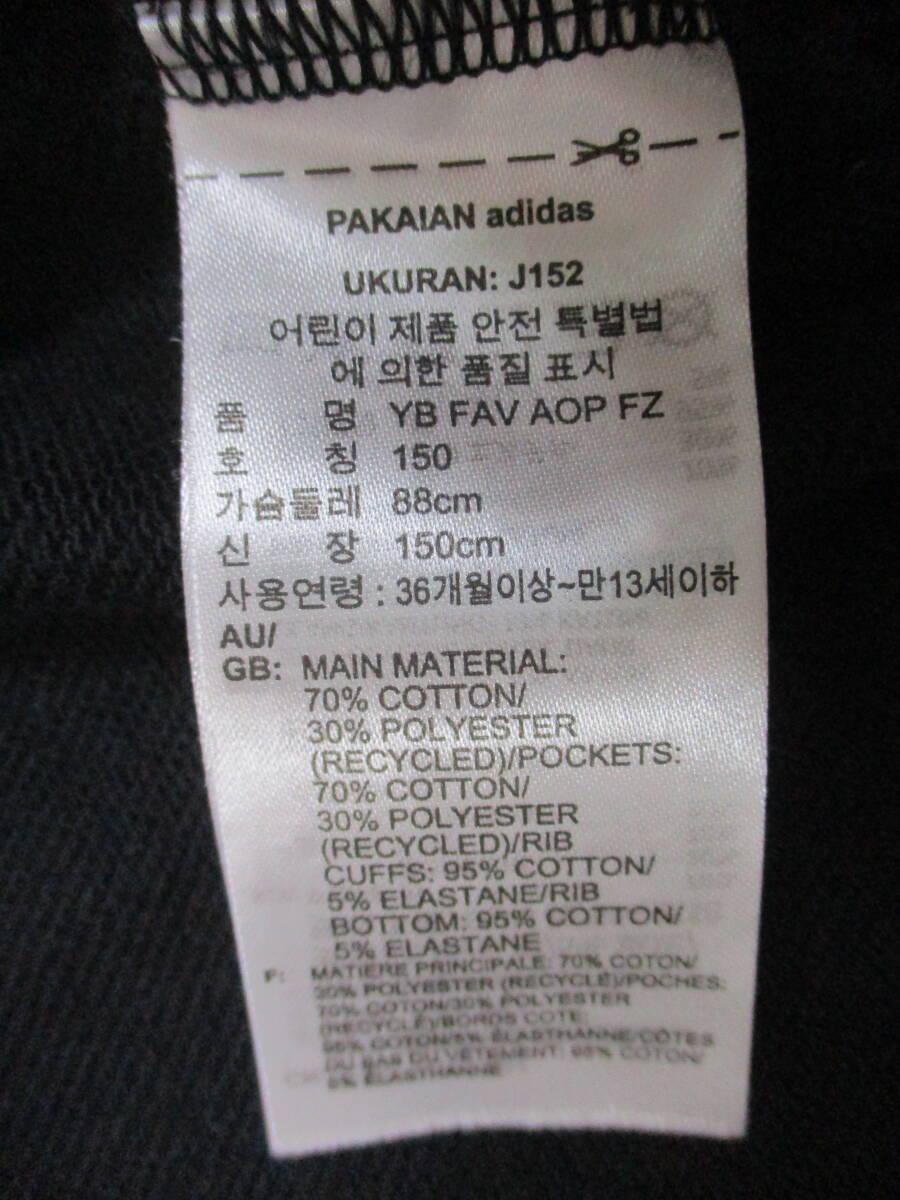 PAKAIAN adidas
UKURAN: J152
어린이 제품 안전 특별법
에 의한 품질 표시
품 명 YB FAV AOP FZ
호 칭 150
가슴둘레 88cm
신 장 150cm
사용연령 : 36개월이상~만13세이하
AU/
GB: MAIN MATERIAL:
70% COTTON/
30% POLYESTER
(RECYCLED)/POCKETS:
70% COTTON/
30% POLYESTER
(RECYCLED)/RIB
CUFFS: 95% COTTON/
5% ELASTANE/RIB
BOTTOM: 95% COTTON/
5% ELASTANE
F: MATIERE PRINCIPALE: 70% COTON/
30% POLYESTER (RECYCLÉ)/POCHES:
70% COTON/30% POLYESTER
(RECYCLÉ)/BORDS COTE:
95% COTON/5% ÉLASTHANNE/CÔTES
DU BAS DU VÊTEMENT: 95% COTON/
5% ÉLASTHANNE